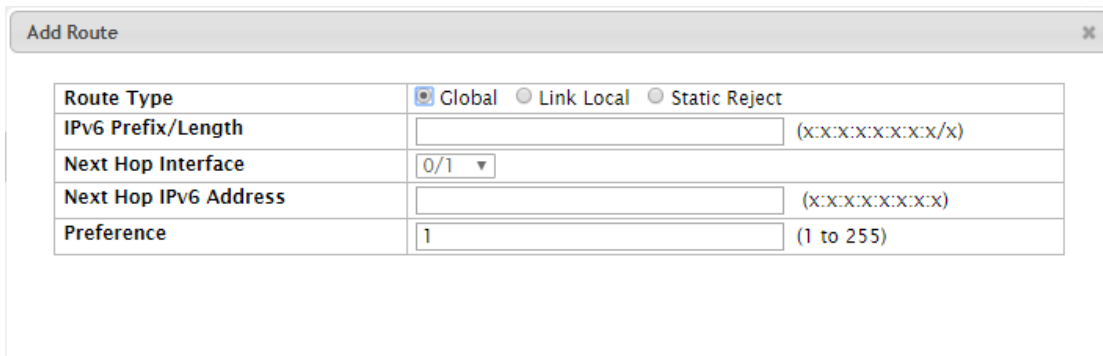 Add Route
Route Type Global Link Local Static Reject
IPv6 Prefix/Length (x:x:x:x:x:x:x:x/x)
Next Hop Interface 0/1
Next Hop IPv6 Address (x:x:x:x:x:x:x:x)
Preference 1 (1 to 255)